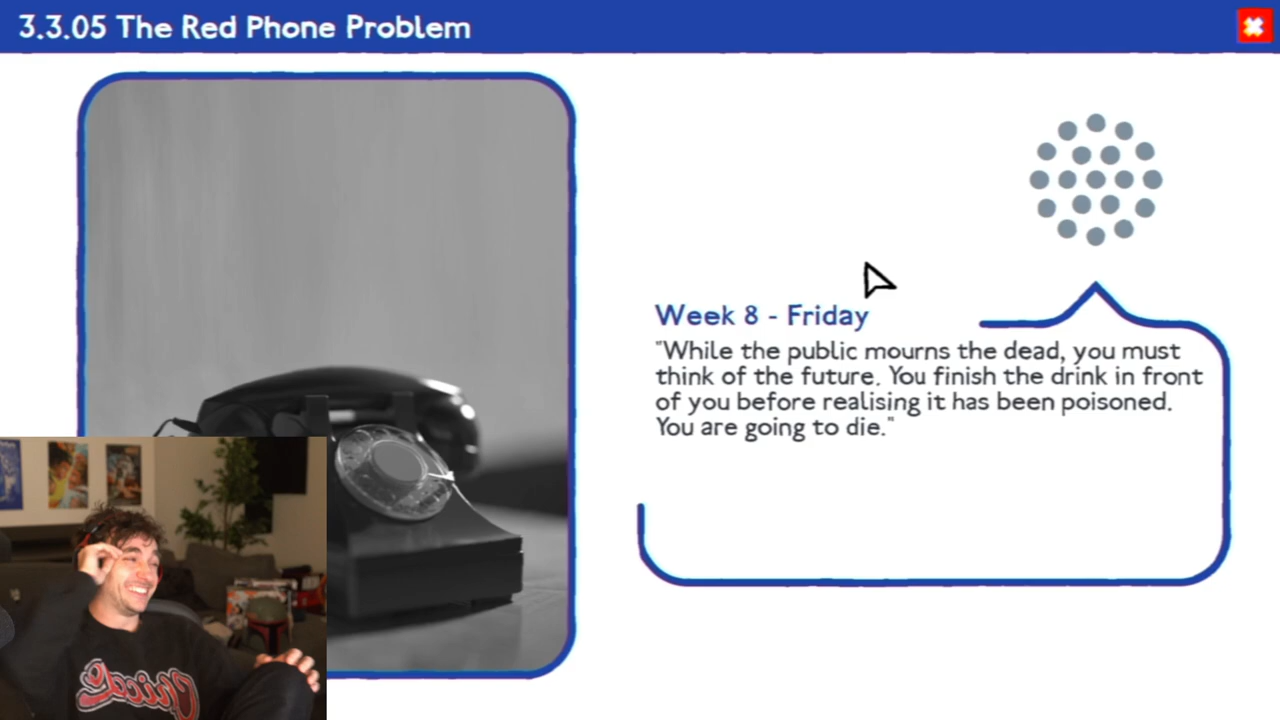 3.3.05 The Red Phone Problem
Week 8 - Friday
"While the public mourns the dead, you must
think of the future. You finish the drink in front
of you before realising it has been poisoned.
You are going to die."